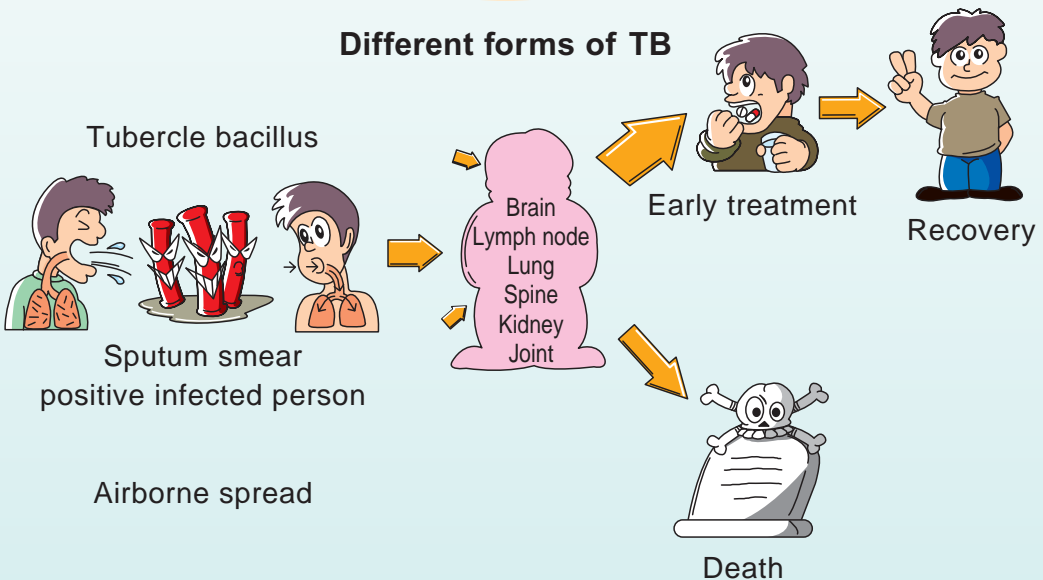 Different forms of TB
Tubercle bacillus
Sputum smear
positive infected person
Airborne spread
Brain
Lymph node
Lung
Spine
Kidney
Joint
Early treatment
Recovery
Death